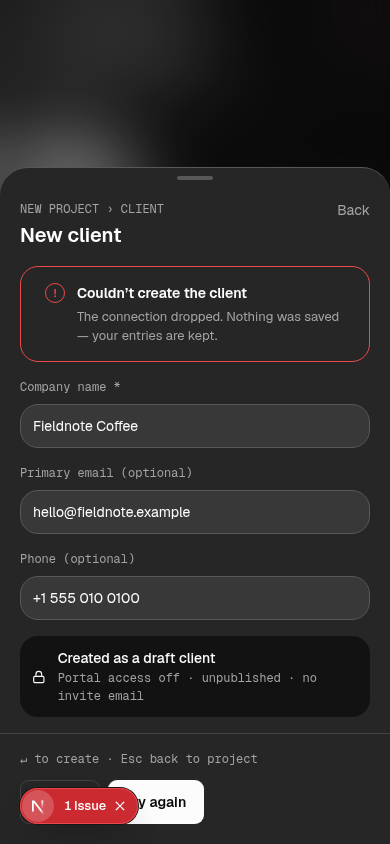 NEW PROJECT › CLIENT
Back
New client
!
Couldn’t create the client
The connection dropped. Nothing was saved
— your entries are kept.
Company name *
Fieldnote Coffee
Primary email (optional)
hello@fieldnote.example
Phone (optional)
+1 555 010 0100
Created as a draft client
Portal access off · unpublished · no
invite email
↵ to create · Esc back to project
N
1 Issue
again